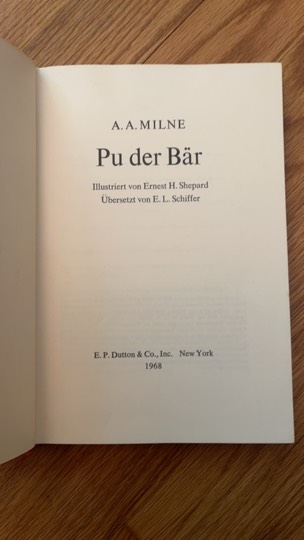 A. A. MILNE
Pu der Bär
Illustriert von Ernest H. Shepard
Übersetzt von E. L. Schiffer
E. P. Dutton & Co., Inc. New York
1968